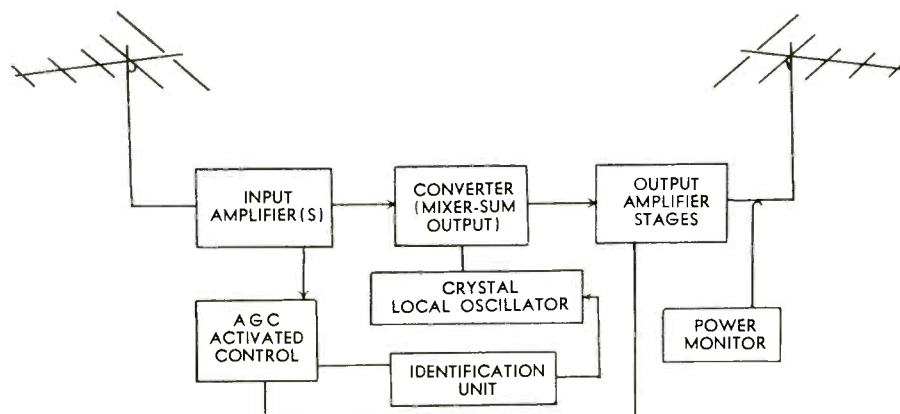 INPUT
AMPLIFIER(S)
CONVERTER
(MIXER-SUM
OUTPUT)
OUTPUT
AMPLIFIER
STAGES
CRYSTAL
LOCAL OSCILLATOR
AGC
ACTIVATED
CONTROL
IDENTIFICATION
UNIT
POWER
MONITOR